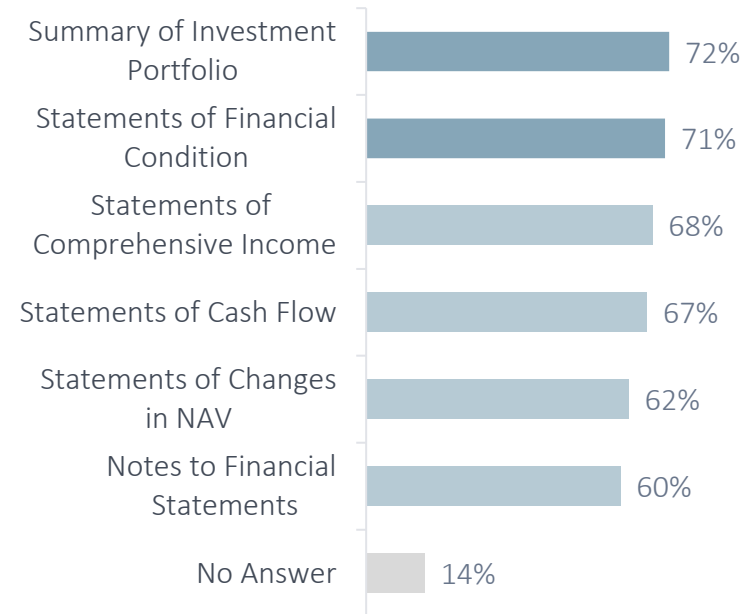 Summary of Investment
Portfolio
72%
Statements of Financial
Condition
71%
Statements of
Comprehensive Income
68%
Statements of Cash Flow
67%
Statements of Changes
in NAV
62%
Notes to Financial
Statements
60%
No Answer
14%